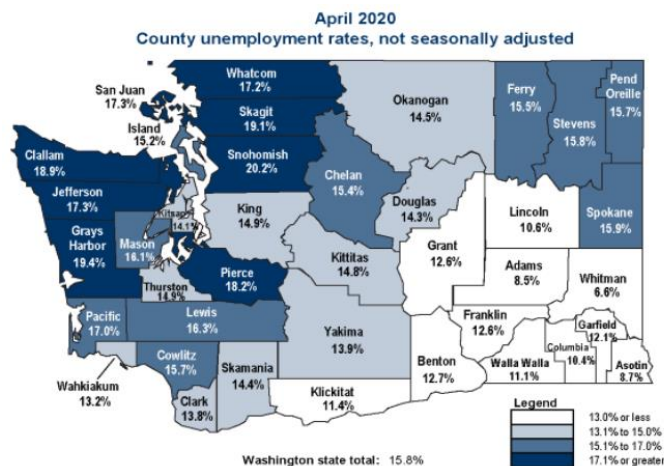 April 2020
County unemployment rates, not seasonally adjusted
Whatcom
17.2%
San Juan
17.3%
Skagit
19.1%
Island
15.2%
Snohomish
20.2%
Okanogan
14.5%
Ferry
15.5%
Stevens
15.8%
Pend
Oreille
15.7%
Clallam
18.9%
Jefferson
17.3%
Chelan
15.4%
Douglas
14.3%
Kitsap
14.1%
King
14.9%
Lincoln
10.6%
Spokane
15.9%
Grays
Harbor
19.4%
Mason
16.1%
Kittitas
14.8%
Grant
12.6%
Adams
8.5%
Whitman
6.6%
Thurston
14.9%
Pierce
18.2%
Pacific
17.0%
Lewis
16.3%
Yakima
13.9%
Franklin
12.6%
Garfield
12.1%
Columbia
10.4%
Asotin
8.7%
Walla Walla
11.1%
Benton
12.7%
Wahkiakum
13.2%
Cowlitz
15.7%
Skamania
14.4%
Clark
13.8%
Klickitat
11.4%
Legend
13.0% or less
13.1% to 15.0%
15.1% to 17.0%
17.1% or greater
Washington state total: 15.8%